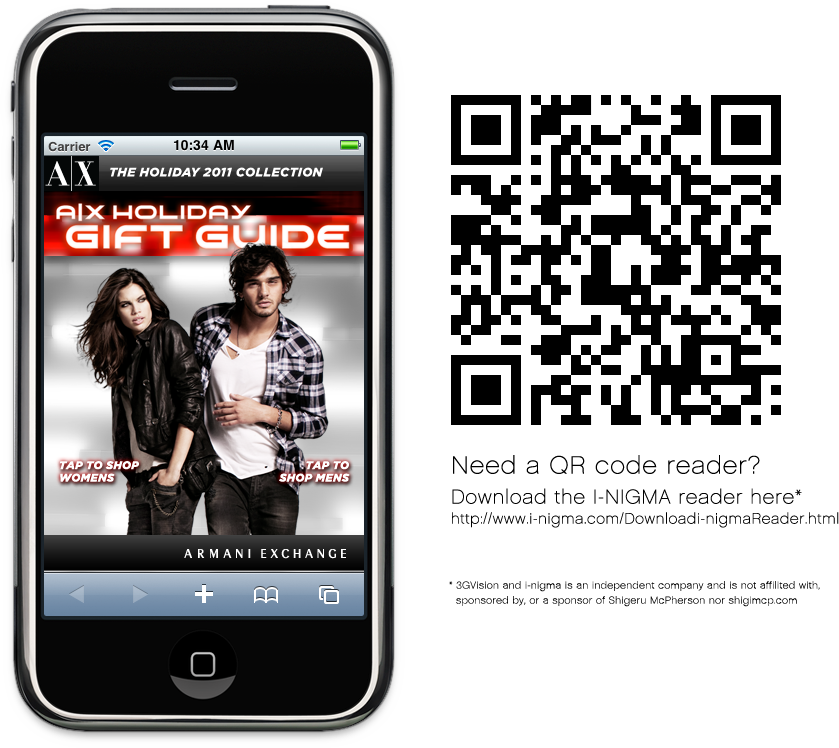 Carrier 10:34 AM
A|X THE HOLIDAY 2011 COLLECTION
A|X HOLIDAY
GIFT GUIDE
TAP TO SHOP
WOMENS
TAP TO
SHOP MENS
ARMANI EXCHANGE
Need a QR code reader?
Download the I-NIGMA reader here*
http://www.i-nigma.com/Downloadi-nigmaReader.html
* 3GVision and i-nigma is an independent company and is not affilited with,
sponsored by, or a sponsor of Shigeru McPherson nor shigimcp.com